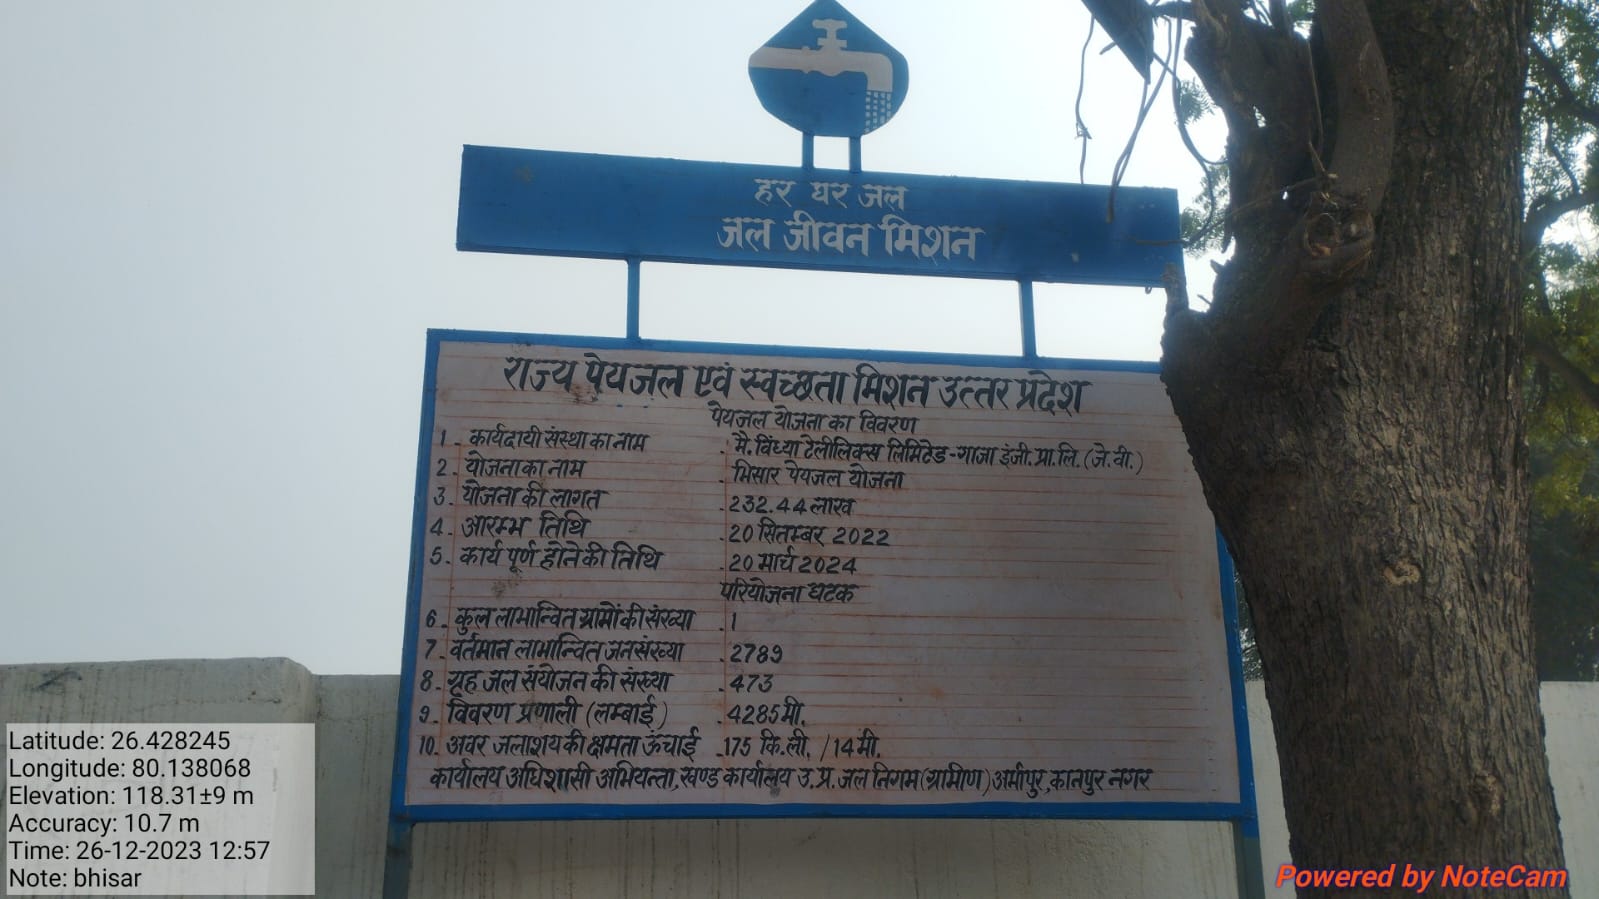 हर घर जल
जल जीवन मिशन
राज्य पेयजल एवं स्वच्छता मिशन उत्तर प्रदेश
पेयजल योजना का विवरण
1. कार्यदायी संस्था का नाम . मै. विंध्या टेलीलिंक्स लिमिटेड-गाजा इंजी. प्रा. लि. (जे. वी.)
2. योजना का नाम . भिसार पेयजल योजना
3. योजना की लागत . 232.44 लाख
4. आरम्भ तिथि . 20 सितम्बर 2022
5. कार्य पूर्ण होने की तिथि . 20 मार्च 2024
परियोजना घटक
6. कुल लाभान्वित ग्रामों की संख्या . 1
7. वर्तमान लाभान्वित जनसंख्या . 2789
8. गृह जल संयोजन की संख्या . 473
9. विवरण प्रणाली (लम्बाई) . 4285 मी.
10. अवर जलाशय की क्षमता ऊंचाई . 175 कि.ली. / 14 मी.
कार्यालय अधिशासी अभियन्ता, खण्ड कार्यालय उ.प्र. जल निगम (ग्रामीण) अर्मापुर, कानपुर नगर
Latitude: 26.428245
Longitude: 80.138068
Elevation: 118.31±9 m
Accuracy: 10.7 m
Time: 26-12-2023 12:57
Note: bhisar
Powered by NoteCam